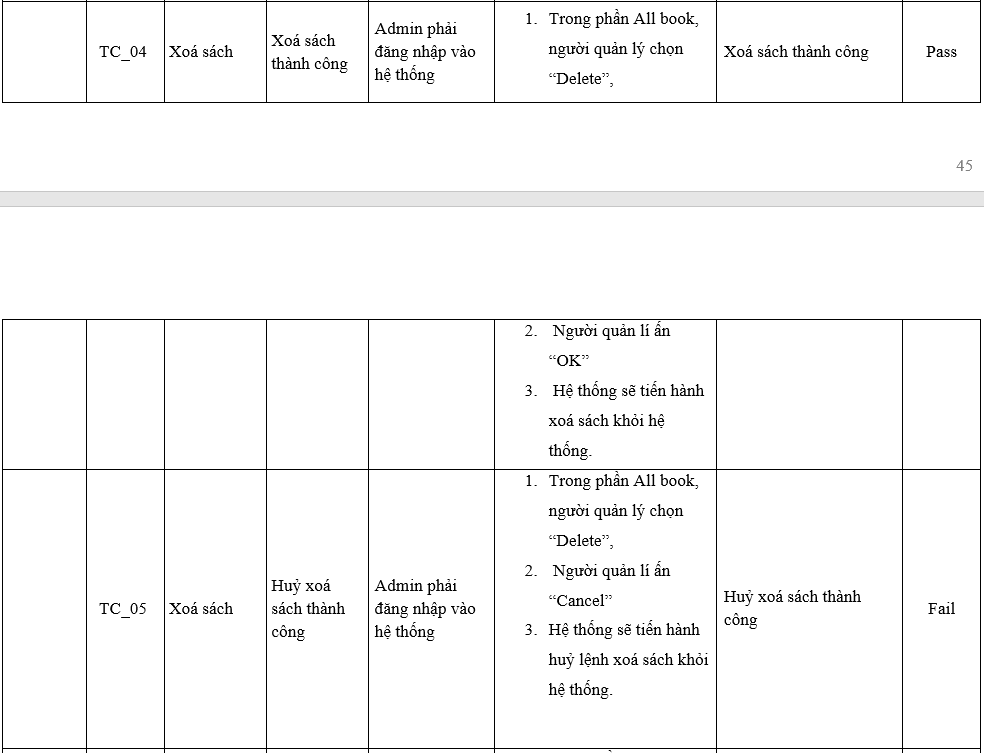 TC_04
Xoá sách
Xoá sách
thành công
Admin phải
đăng nhập vào
hệ thống
1. Trong phần All book,
người quản lý chọn
“Delete”,
Xoá sách thành công
Pass
45
2. Người quản lí ấn
“OK”
3. Hệ thống sẽ tiến hành
xoá sách khỏi hệ
thống.
TC_05
Xoá sách
Huỷ xoá
sách thành
công
Admin phải
đăng nhập vào
hệ thống
1. Trong phần All book,
người quản lý chọn
“Delete”,
2. Người quản lí ấn
“Cancel”
3. Hệ thống sẽ tiến hành
huỷ lệnh xoá sách khỏi
hệ thống.
Huỷ xoá sách thành
công
Fail